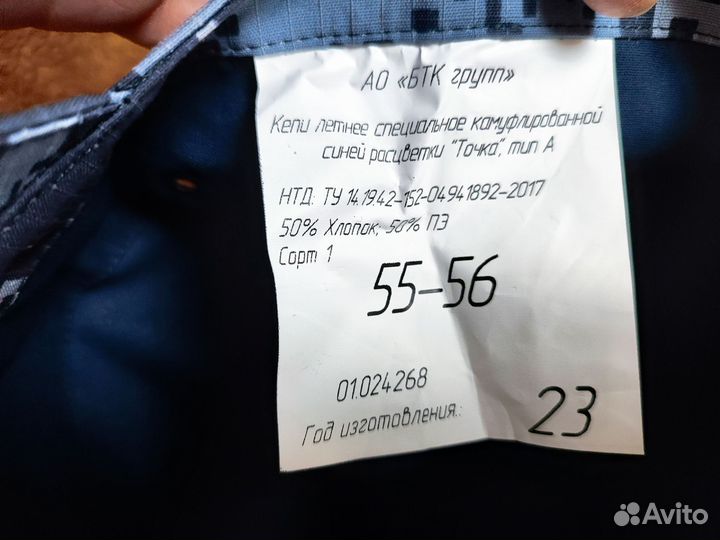 АО «БТК групп»
Кепи летнее специальное камуфлированной
синей расцветки "Точка", тип А
НТД: ТУ 14.19.42-152-04941892-2017
50% Хлопок; 50% ПЭ
Сорт 1
55-56
01.024268
Год изготовления.: 23
Avito